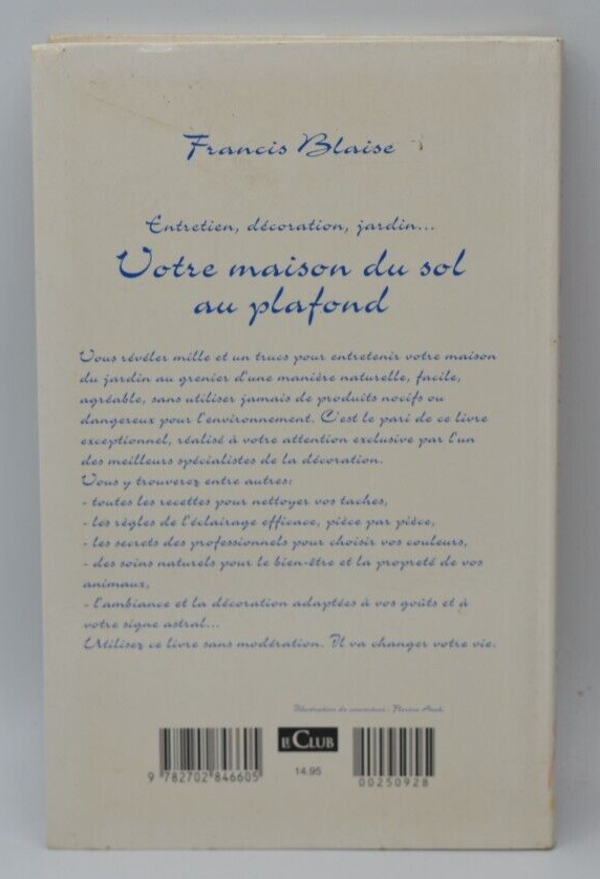 Francis Blaise
Entretien, décoration, jardin...
Votre maison du sol
au plafond
Vous révéler mille et un trucs pour entretenir votre maison
du jardin au grenier d'une manière naturelle, facile,
agréable, sans utiliser jamais de produits nocifs ou
dangereux pour l'environnement. C'est le pari de ce livre
exceptionnel, réalisé à votre attention exclusive par l'un
des meilleurs spécialistes de la décoration.
Vous y trouverez entre autres:
- toutes les recettes pour nettoyer vos taches,
- les règles de l'éclairage efficace, pièce par pièce,
- les secrets des professionnels pour choisir vos couleurs,
- des soins naturels pour le bien-être et la propreté de vos
animaux,
- l'ambiance et la décoration adaptées à vos goûts et à
votre signe astral...
Utilisez ce livre sans modération. Il va changer votre vie.
Illustration de couverture :
LE CLUB
9 782702 846605
14.95
00250928